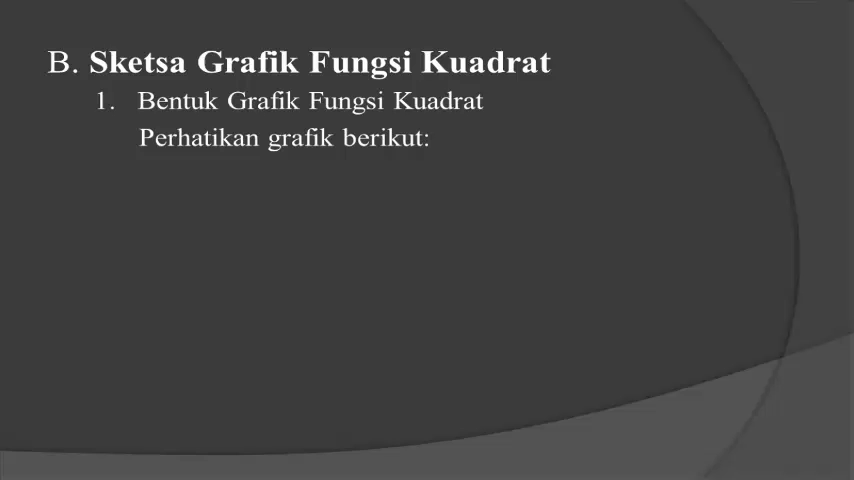 B. Sketsa Grafik Fungsi Kuadrat
1. Bentuk Grafik Fungsi Kuadrat
Perhatikan grafik berikut: